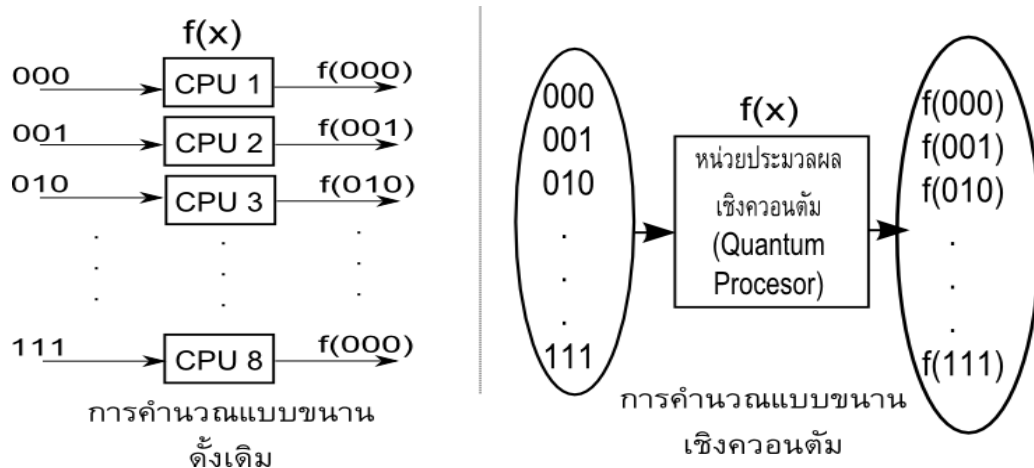 f(x)
000 CPU 1 f(000)
001 CPU 2 f(001)
010 CPU 3 f(010)
. . .
. . .
. . .
111 CPU 8 f(000)
การคำนวณแบบขนาน
ดั้งเดิม
000
001
010
.
.
.
111
f(x)
หน่วยประมวลผล
เชิงควอนตัม
(Quantum
Procesor)
f(000)
f(001)
f(010)
.
.
.
f(111)
การคำนวณแบบขนาน
เชิงควอนตัม